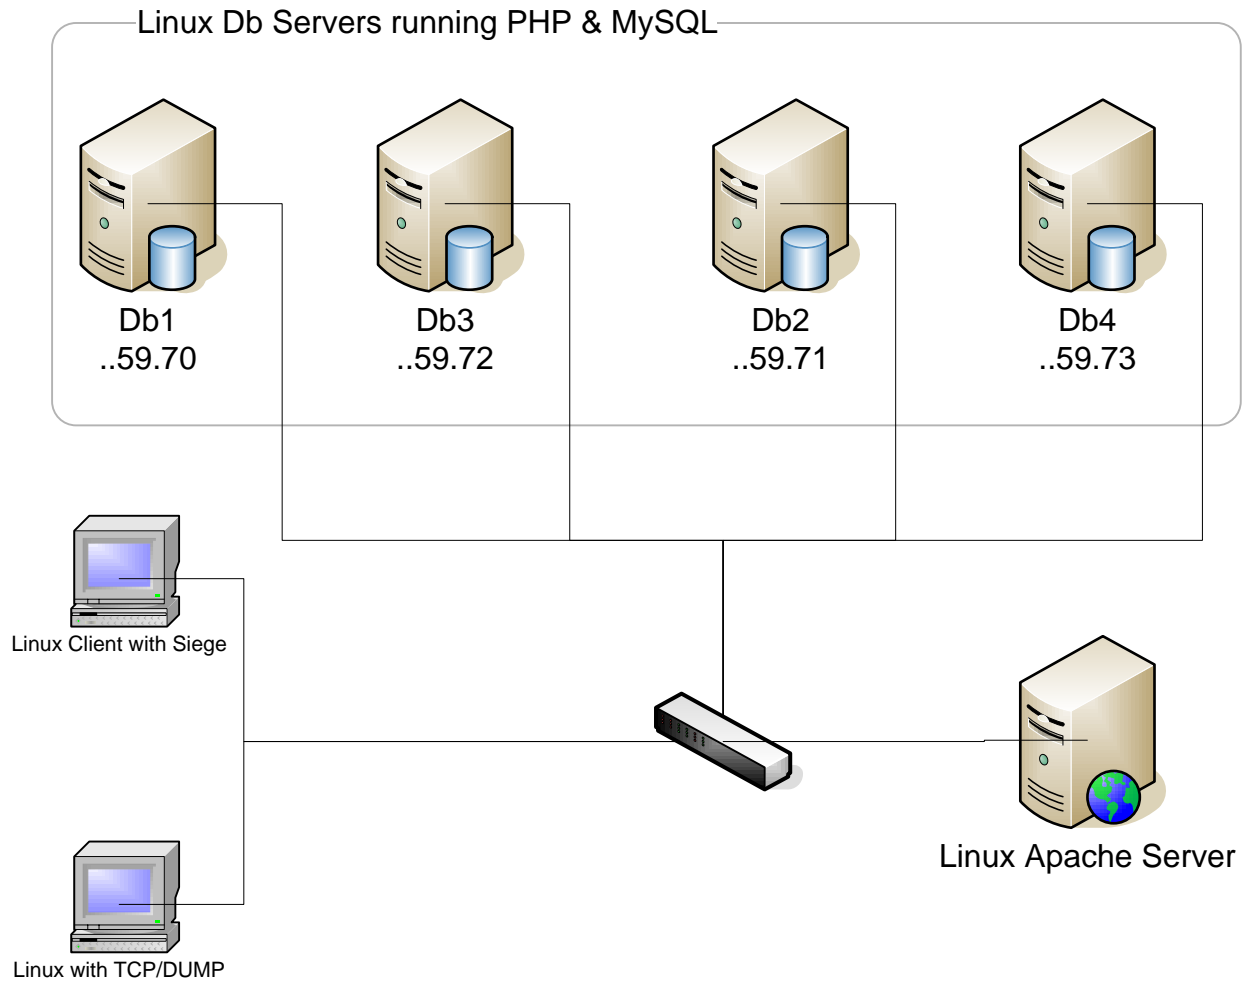 Linux Db Servers running PHP & MySQL
Db1
..59.70
Db3
..59.72
Db2
..59.71
Db4
..59.73
Linux Client with Siege
Linux Apache Server
Linux with TCP/DUMP